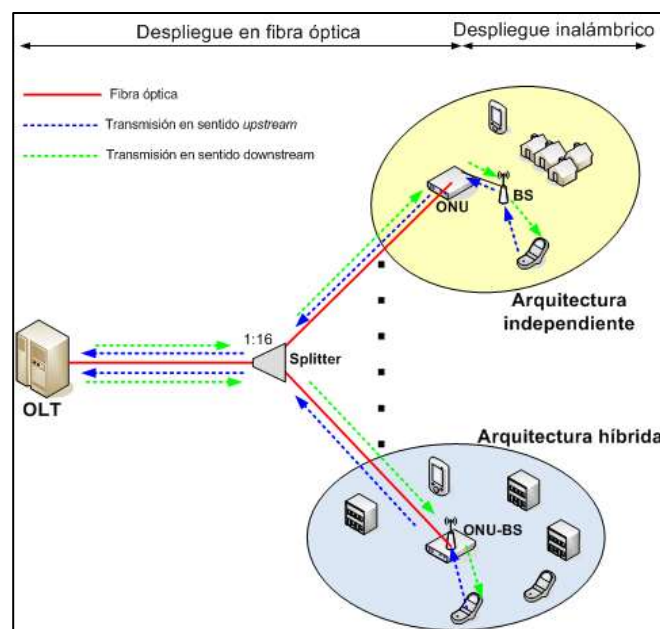 Despliegue en fibra óptica
Despliegue inalámbrico
Fibra óptica
Transmisión en sentido upstream
Transmisión en sentido downstream
ONU
BS
Arquitectura
independiente
1:16
Splitter
OLT
Arquitectura híbrida
ONU-BS